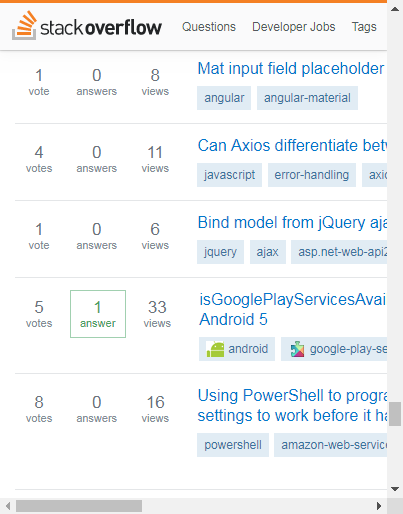 stackoverflow Questions Developer Jobs Tags
1 0 8 Mat input field placeholder
vote answers views
angular angular-material
4 0 11 Can Axios differentiate
votes answers views
javascript error-handling
1 0 6 Bind model from jQuery
vote answers views
jquery ajax asp.net-web-api2
5 1 33 isGooglePlayServicesAvai
votes answer views Android 5
android google-play-se
8 0 16 Using PowerShell to progra
votes answers views settings to work before it
powershell amazon-web-service